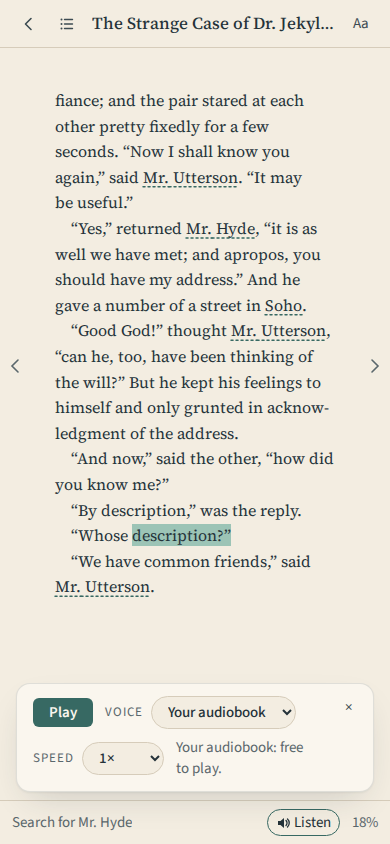 The Strange Case of Dr. Jekyl...
Aa
fiance; and the pair stared at each
other pretty fixedly for a few
seconds. “Now I shall know you
again,” said Mr. Utterson. “It may
be useful.”
“Yes,” returned Mr. Hyde, “it is as
well we have met; and apropos, you
should have my address.” And he
gave a number of a street in Soho.
“Good God!” thought Mr. Utterson,
“can he, too, have been thinking of
the will?” But he kept his feelings to
himself and only grunted in acknow-
ledgment of the address.
“And now,” said the other, “how did
you know me?”
“By description,” was the reply.
“Whose description?”
“We have common friends,” said
Mr. Utterson.
Play
VOICE
Your audiobook
×
SPEED
1×
Your audiobook: free
to play.
Search for Mr. Hyde
Listen
18%